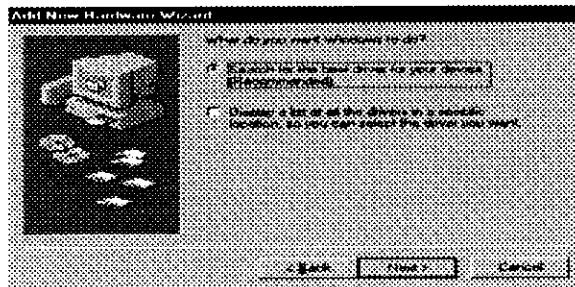 Add New Hardware Wizard
What do you want Windows to do?
Search for the best driver for your device.
(Recommended).
Display a list of all the drivers in a specific
location, so you can select the driver you want.
< Back
Next >
Cancel